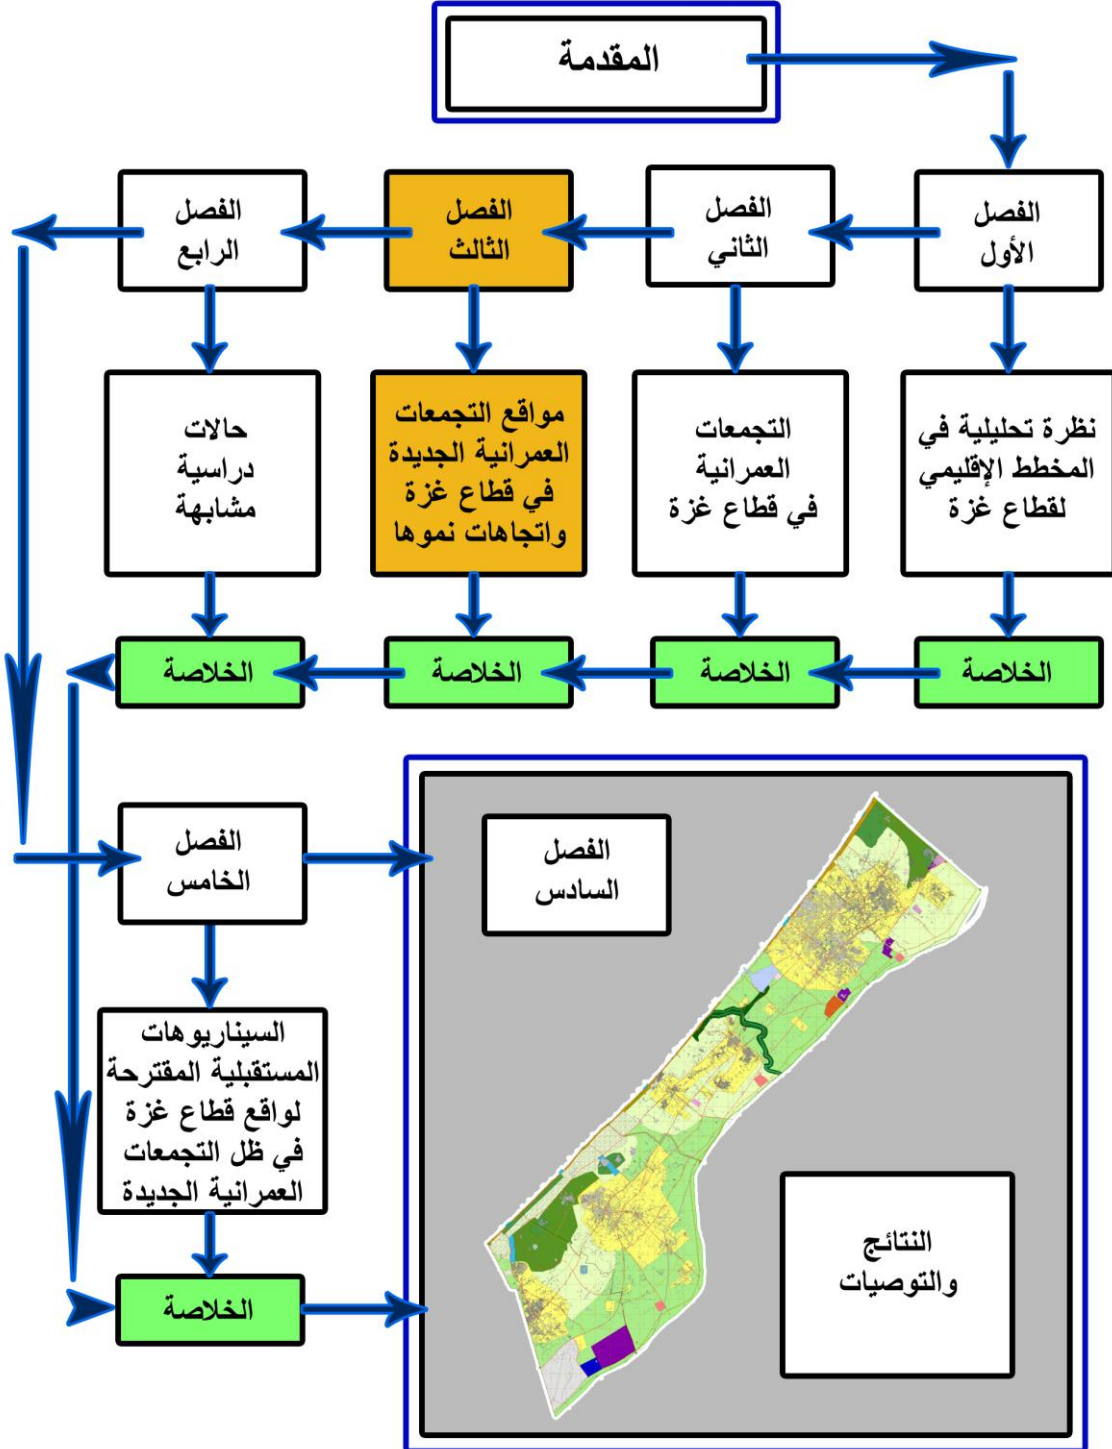 المقدمة
الفصل
الأول
الفصل
الثاني
الفصل
الثالث
الفصل
الرابع
نظرة تحليلية في
المخطط الإقليمي
لقطاع غزة
التجمعات
العمرانية
في قطاع غزة
مواقع التجمعات
العمرانية الجديدة
في قطاع غزة
واتجاهات نموها
حالات
دراسية
مشابهة
الخلاصة
الخلاصة
الخلاصة
الخلاصة
الفصل
الخامس
الفصل
السادس
السيناريوهات
المستقبلية المقترحة
لواقع قطاع غزة
في ظل التجمعات
العمرانية الجديدة
النتائج
والتوصيات
الخلاصة